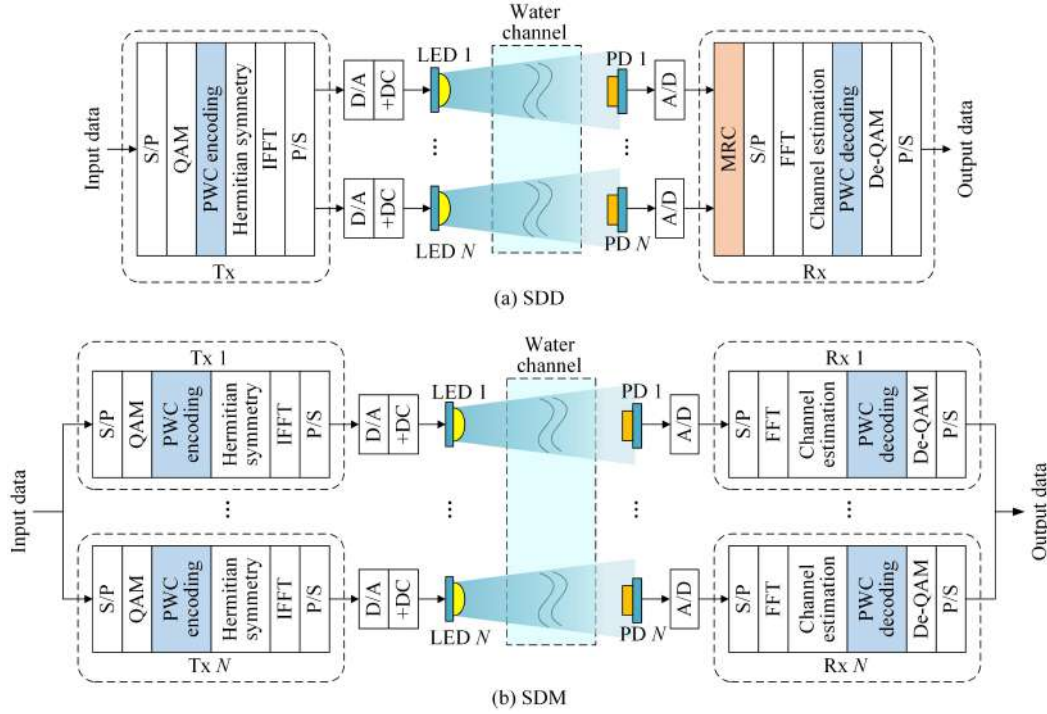 Water
channel
LED 1
PD 1
Input data
S/P
QAM
PWC encoding
Hermitian symmetry
IFFT
P/S
D/A
+DC
A/D
MRC
S/P
FFT
Channel estimation
PWC decoding
De-QAM
P/S
Output data
...
...
D/A
+DC
A/D
LED N
PD N
Tx
Rx
(a) SDD
Water
channel
Tx 1
LED 1
PD 1
Rx 1
S/P
QAM
PWC
encoding
Hermitian
symmetry
IFFT
P/S
D/A
+DC
A/D
S/P
FFT
Channel
estimation
PWC
decoding
De-QAM
P/S
Input data
...
...
...
...
Output data
S/P
QAM
PWC
encoding
Hermitian
symmetry
IFFT
P/S
D/A
+DC
A/D
S/P
FFT
Channel
estimation
PWC
decoding
De-QAM
P/S
LED N
PD N
Tx N
Rx N
(b) SDM